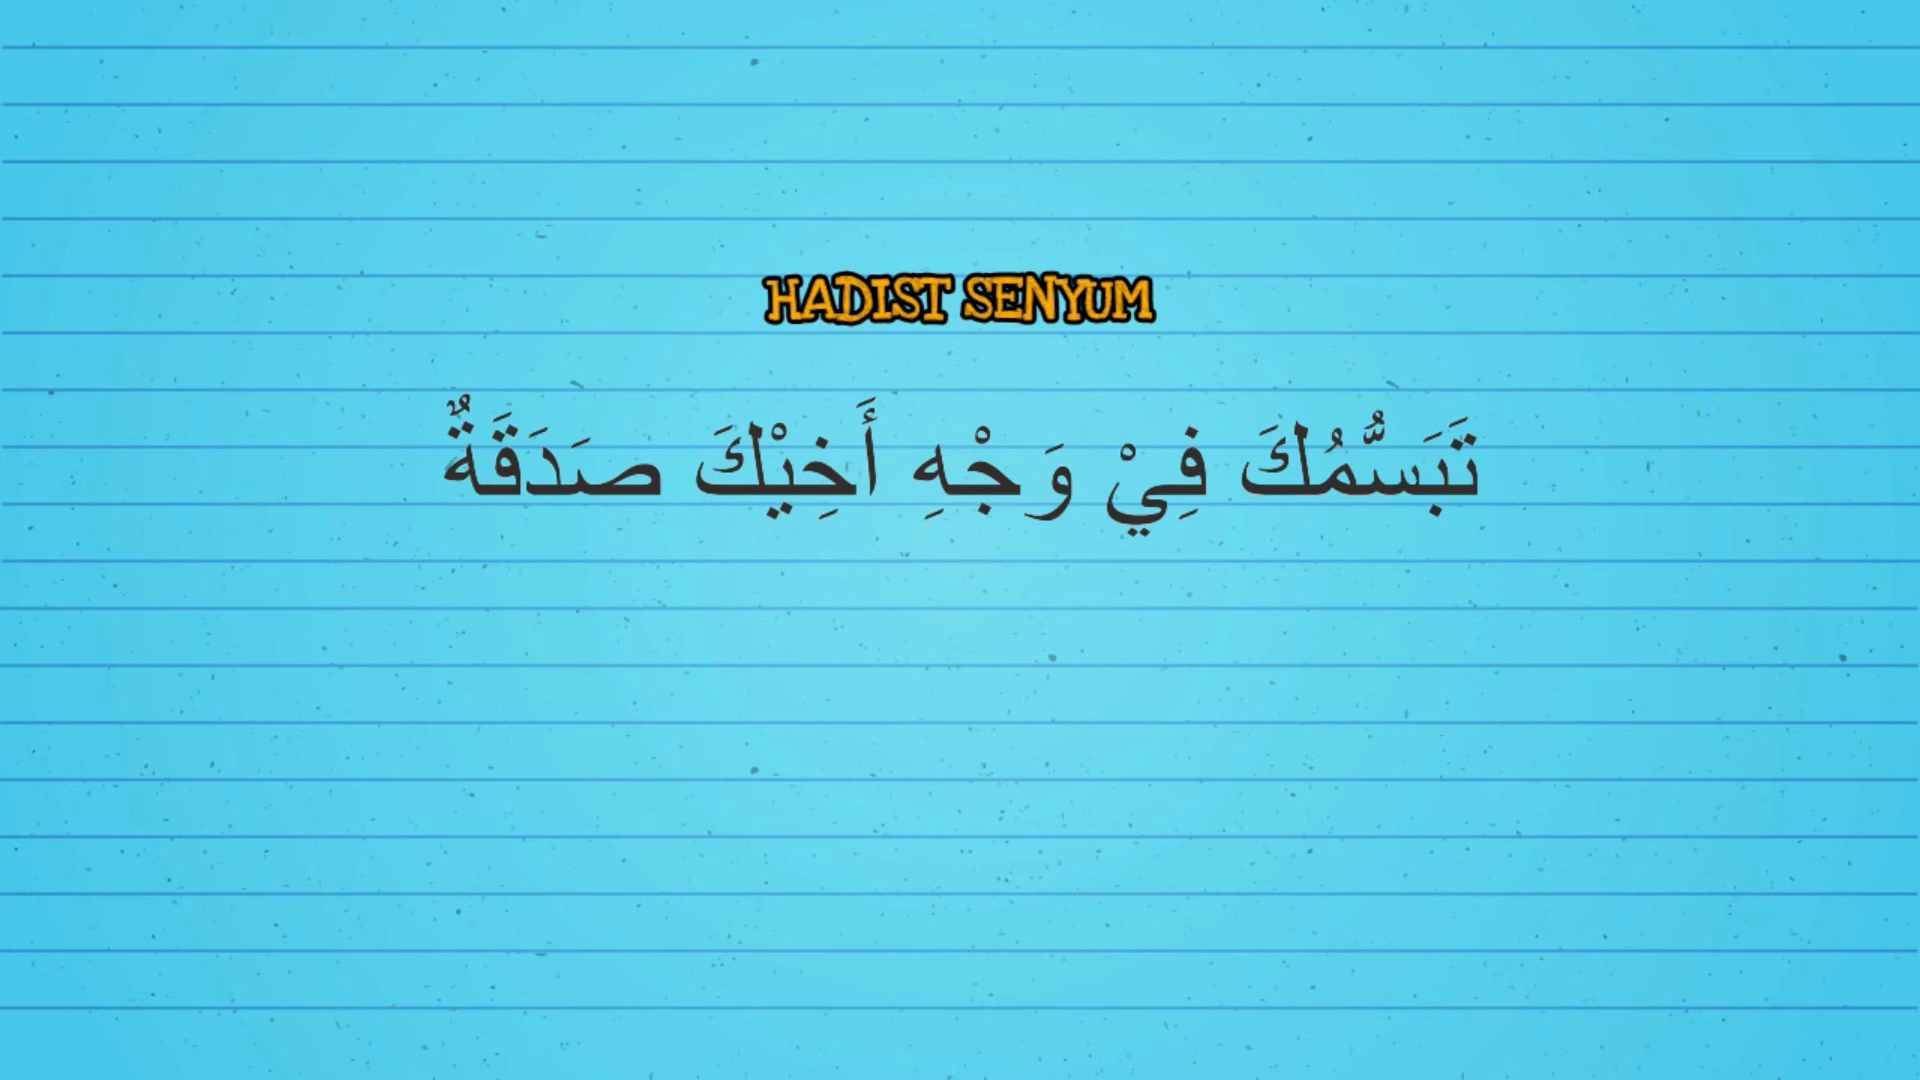 HADIST SENYUM
تَبَسُّمُكَ فِيْ وَجْهِ أَخِيْكَ صَدَقَةٌ